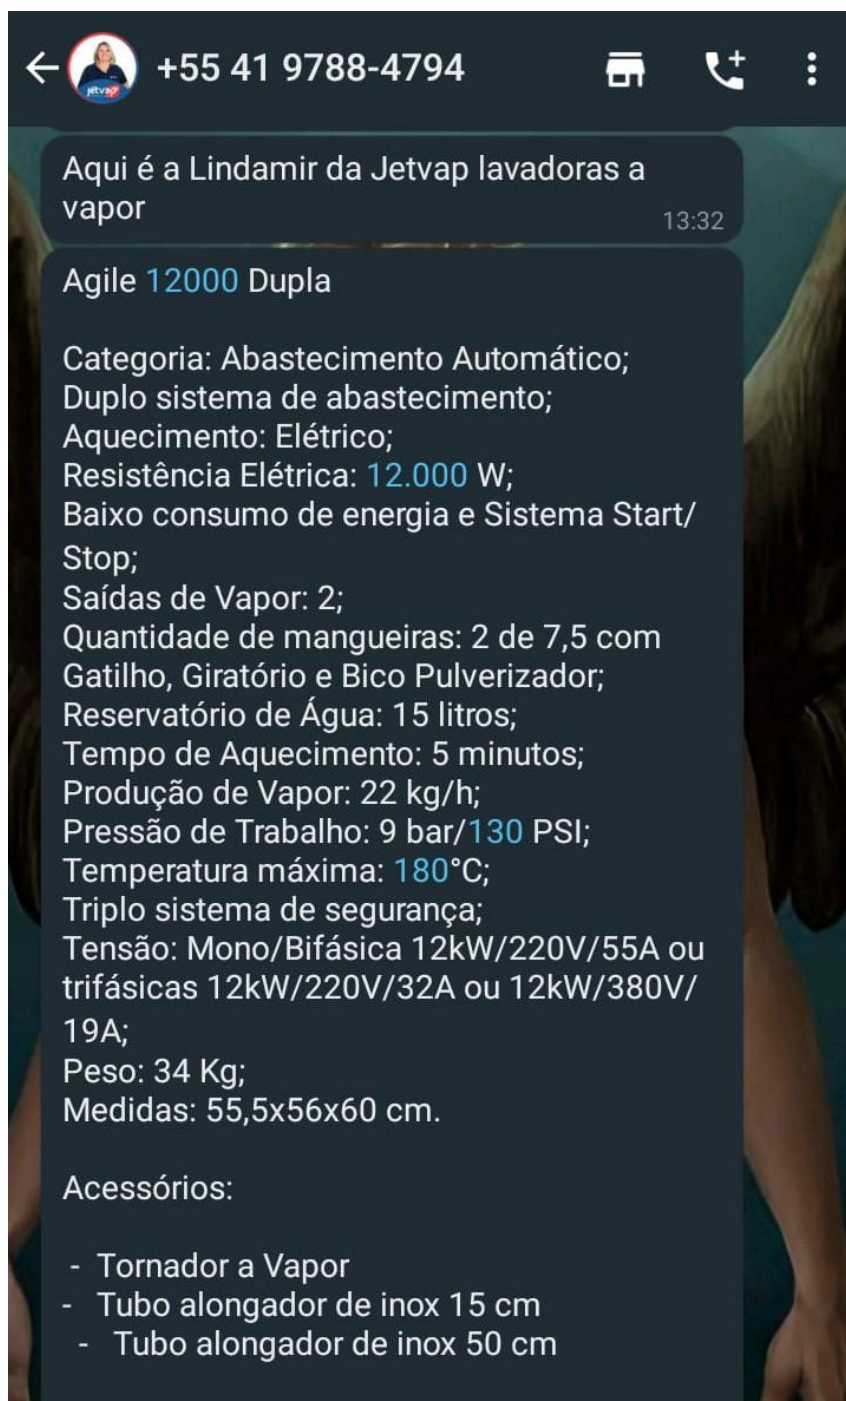 +55 41 9788-4794
jetvap
Aqui é a Lindamir da Jetvap lavadoras a
vapor
13:32
Agile 12000 Dupla
Categoria: Abastecimento Automático;
Duplo sistema de abastecimento;
Aquecimento: Elétrico;
Resistência Elétrica: 12.000 W;
Baixo consumo de energia e Sistema Start/
Stop;
Saídas de Vapor: 2;
Quantidade de mangueiras: 2 de 7,5 com
Gatilho, Giratório e Bico Pulverizador;
Reservatório de Água: 15 litros;
Tempo de Aquecimento: 5 minutos;
Produção de Vapor: 22 kg/h;
Pressão de Trabalho: 9 bar/130 PSI;
Temperatura máxima: 180°C;
Triplo sistema de segurança;
Tensão: Mono/Bifásica 12kW/220V/55A ou
trifásicas 12kW/220V/32A ou 12kW/380V/
19A;
Peso: 34 Kg;
Medidas: 55,5x56x60 cm.
Acessórios:
- Tornador a Vapor
- Tubo alongador de inox 15 cm
- Tubo alongador de inox 50 cm